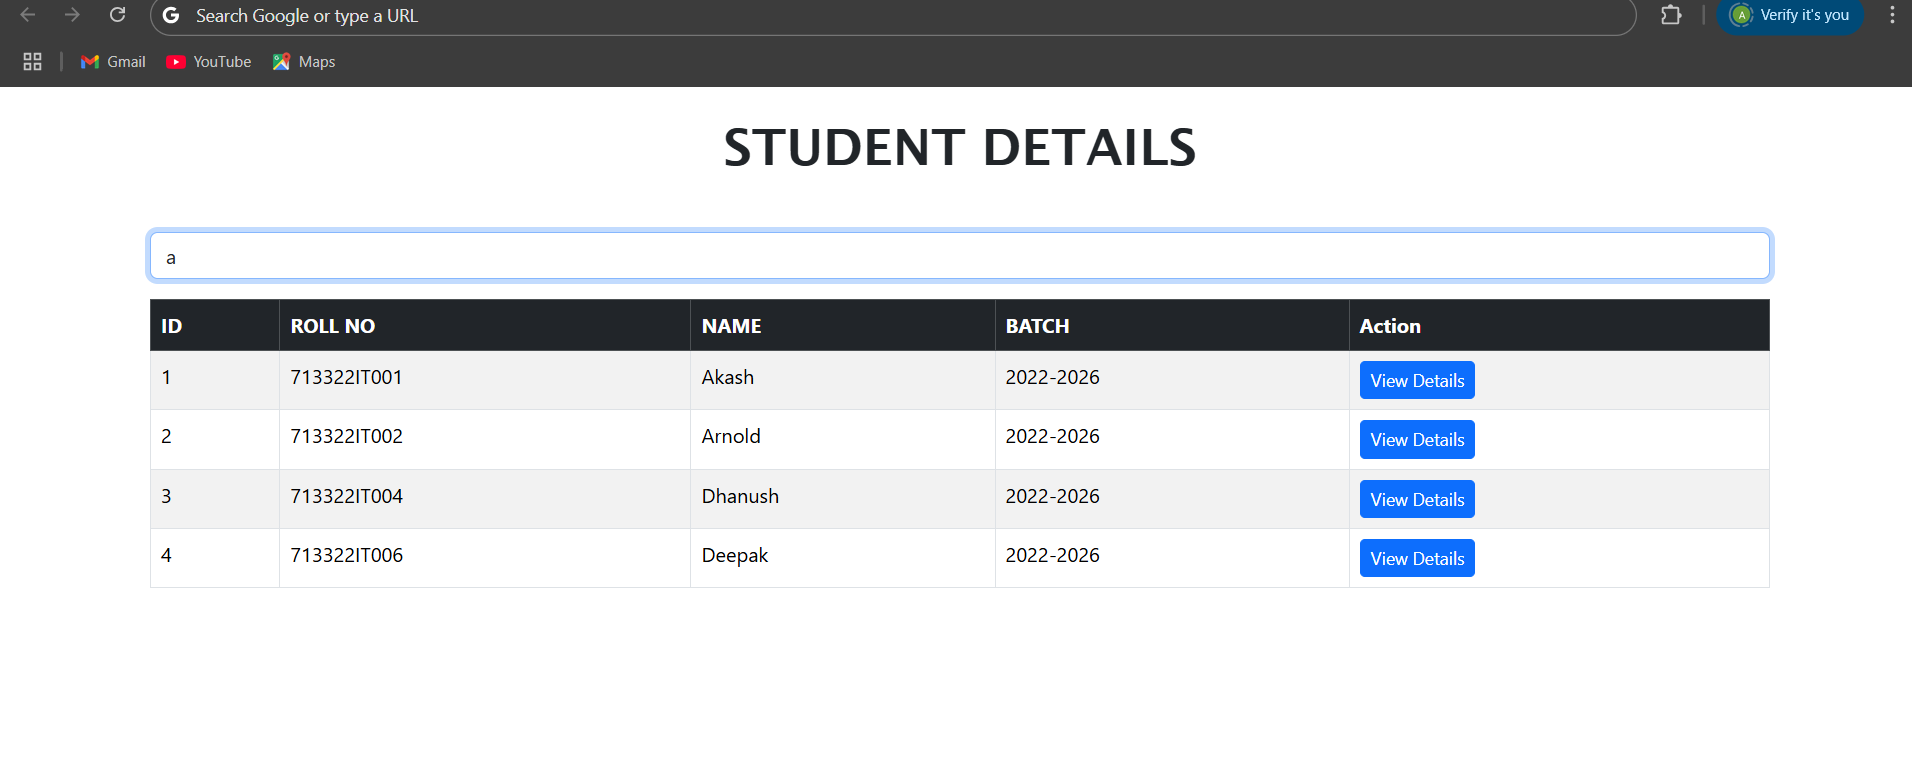 Search Google or type a URL
A Verify it's you
Gmail YouTube Maps
STUDENT DETAILS
a
ID ROLL NO NAME BATCH Action
1 713322IT001 Akash 2022-2026 View Details
2 713322IT002 Arnold 2022-2026 View Details
3 713322IT004 Dhanush 2022-2026 View Details
4 713322IT006 Deepak 2022-2026 View Details